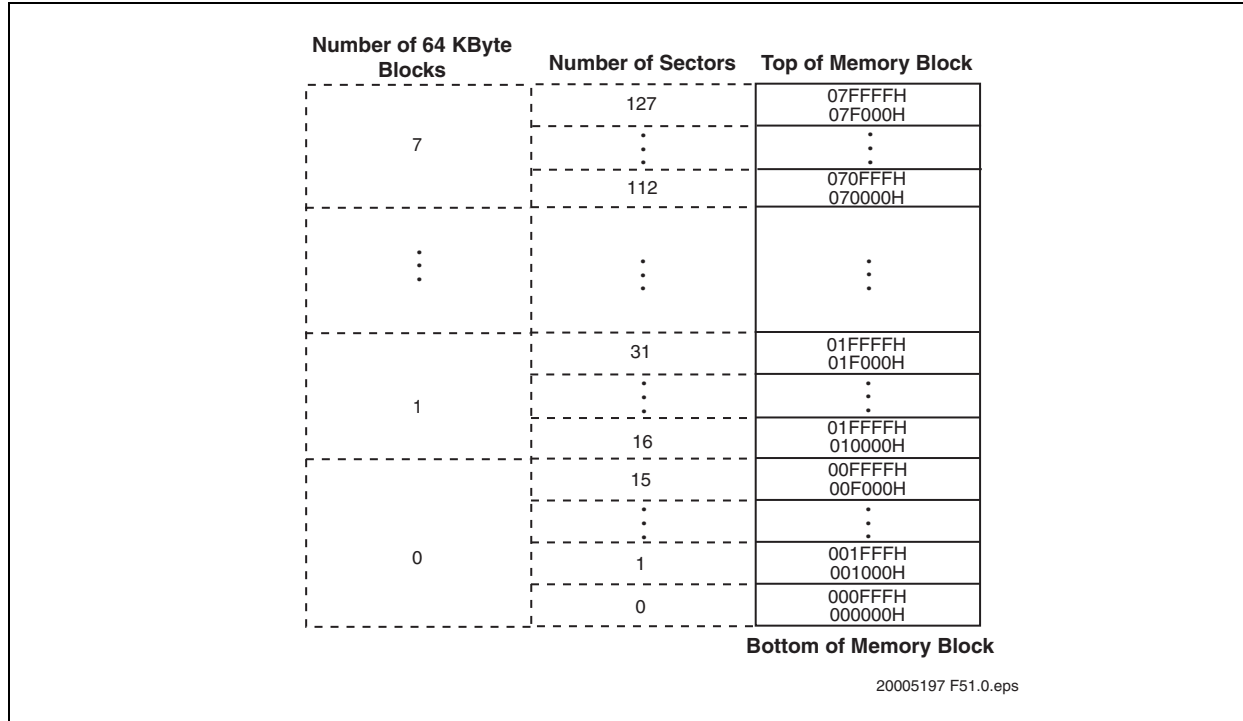 Number of 64 KByte
Blocks
Number of Sectors
Top of Memory Block
127
07FFFFH
07F000H
7
112
070FFFH
070000H
31
01FFFFH
01F000H
1
16
01FFFFH
010000H
15
00FFFFH
00F000H
0
1
001FFFH
001000H
0
000FFFH
000000H
Bottom of Memory Block
20005197 F51.0.eps